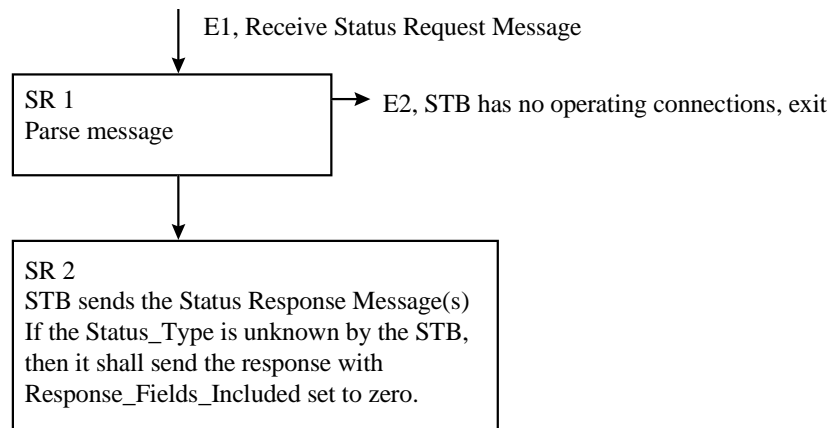 E1, Receive Status Request Message
SR 1
Parse message
E2, STB has no operating connections, exit
SR 2
STB sends the Status Response Message(s)
If the Status_Type is unknown by the STB,
then it shall send the response with
Response_Fields_Included set to zero.